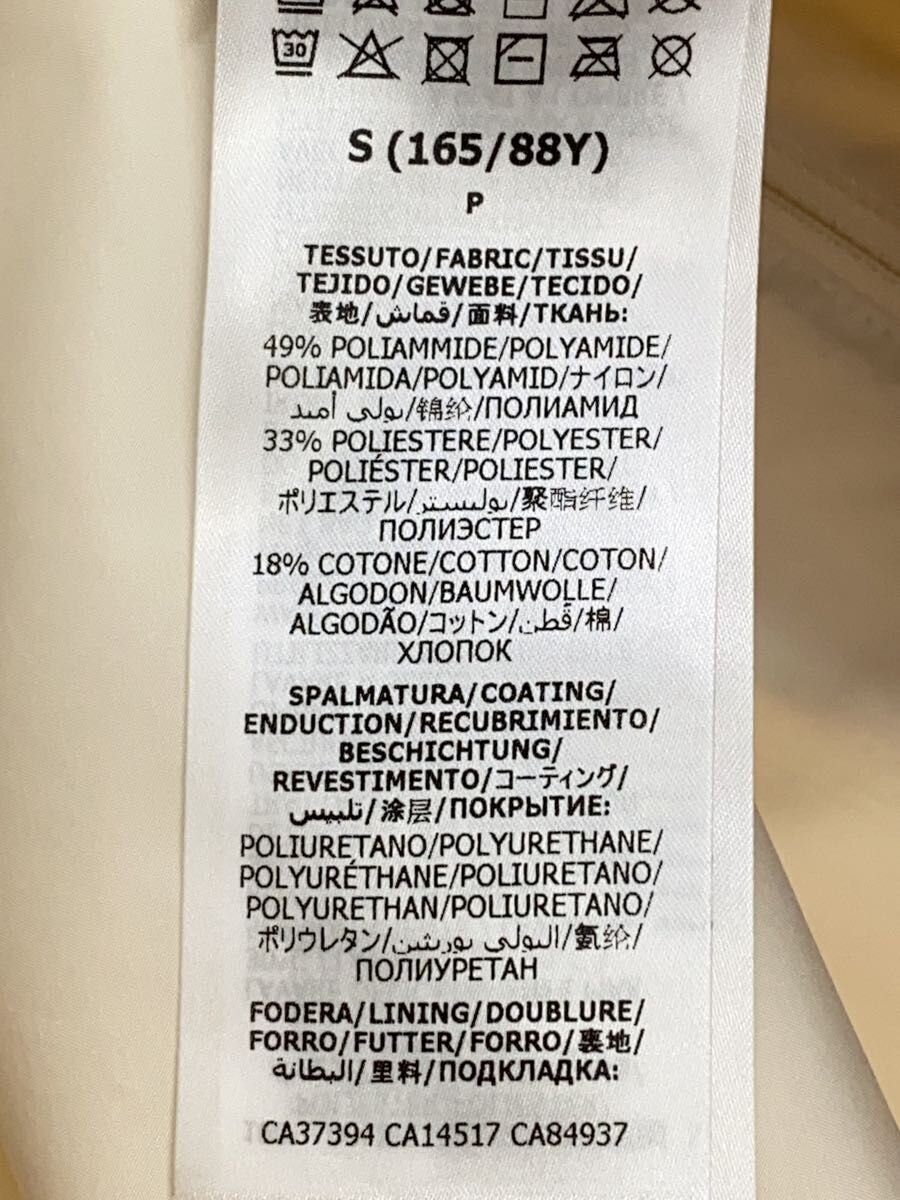 30
S (165/88Y)
P
TESSUTO/FABRIC/TISSU/
TEJIDO/GEWEBE/TECIDO/
表地/قماش/面料/ТКАНЬ:
49% POLIAMMIDE/POLYAMIDE/
POLIAMIDA/POLYAMID/ナイロン/
بولي أميد/锦纶/ПОЛИАМИД
33% POLIESTERE/POLYESTER/
POLIÉSTER/POLIESTER/
ポリエステル/بوليستر/聚酯纤维/
ПОЛИЭСТЕР
18% COTONE/COTTON/COTON/
ALGODON/BAUMWOLLE/
ALGODÃO/コットン/قُطن/棉/
ХЛОПОК
SPALMATURA/COATING/
ENDUCTION/RECUBRIMIENTO/
BESCHICHTUNG/
REVESTIMENTO/コーティング/
تلبيس/涂层/ПОКРЫТИЕ:
POLIURETANO/POLYURETHANE/
POLYURÉTHANE/POLIURETANO/
POLYURETHAN/POLIURETANO/
ポリウレタン/البولي يوريثين/氨纶/
ПОЛИУРЕТАН
FODERA/LINING/DOUBLURE/
FORRO/FUTTER/FORRO/裏地/
البطانة/里料/ПОДКЛАДКА:
CA37394 CA14517 CA84937